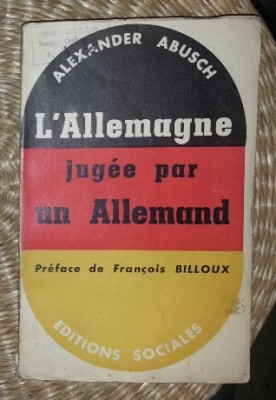 ALEXANDER ABUSCH
L'Allemagne
jugée par
un Allemand
Préface de François BILLOUX
EDITIONS SOCIALES